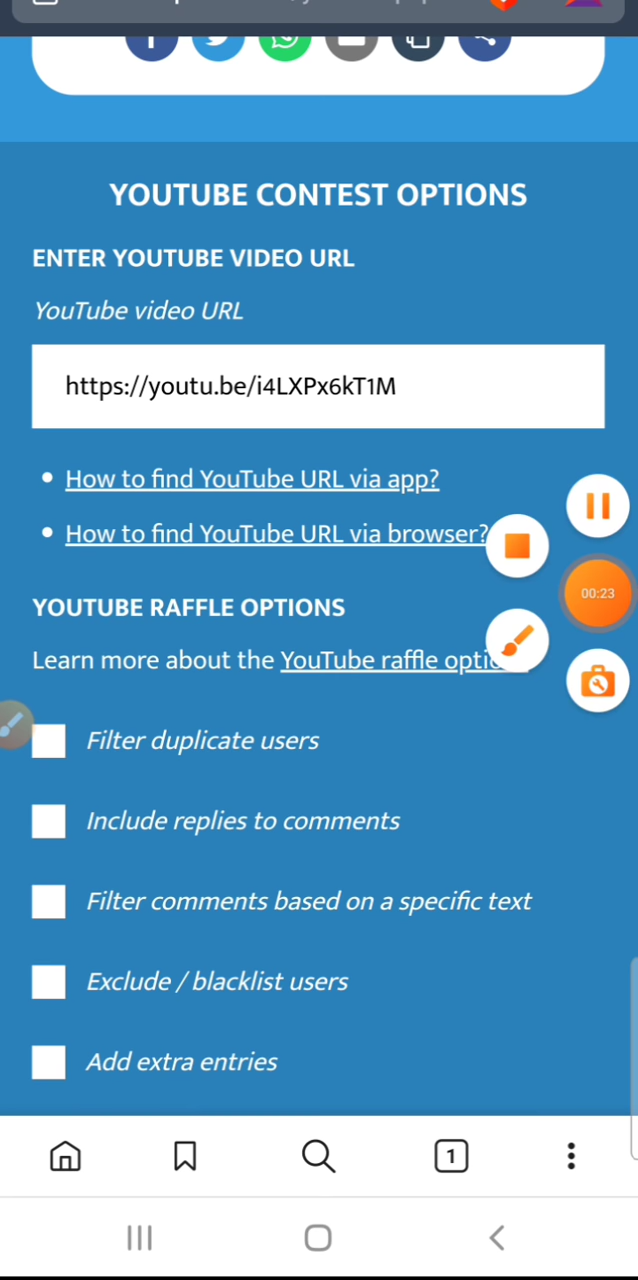 YOUTUBE CONTEST OPTIONS
ENTER YOUTUBE VIDEO URL
YouTube video URL
https://youtu.be/i4LXPx6kT1M
How to find YouTube URL via app?
How to find YouTube URL via browser?
00:23
YOUTUBE RAFFLE OPTIONS
Learn more about the YouTube raffle
Filter duplicate users
Include replies to comments
Filter comments based on a specific text
Exclude / blacklist users
Add extra entries
1